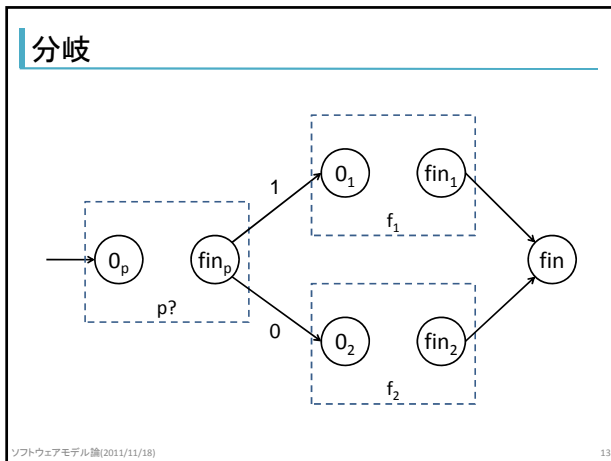 分岐
1
0₁
fin₁
f₁
0ₚ
finₚ
p?
fin
0
0₂
fin₂
f₂
ソフトウェアモデル論(2011/11/18)
13